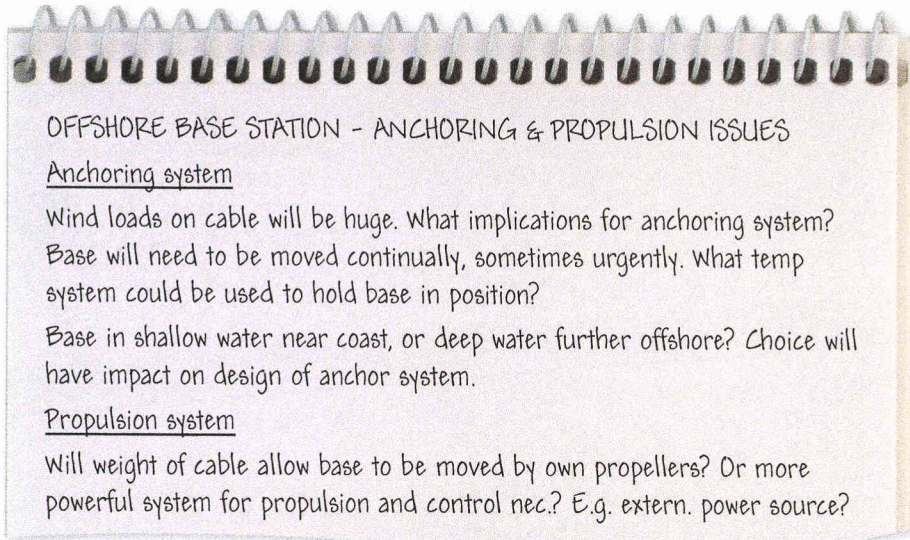 OFFSHORE BASE STATION - ANCHORING & PROPULSION ISSUES
Anchoring system
Wind loads on cable will be huge. What implications for anchoring system?
Base will need to be moved continually, sometimes urgently. What temp
system could be used to hold base in position?
Base in shallow water near coast, or deep water further offshore? Choice will
have impact on design of anchor system.
Propulsion system
Will weight of cable allow base to be moved by own propellers? Or more
powerful system for propulsion and control nec.? E.g. extern. power source?